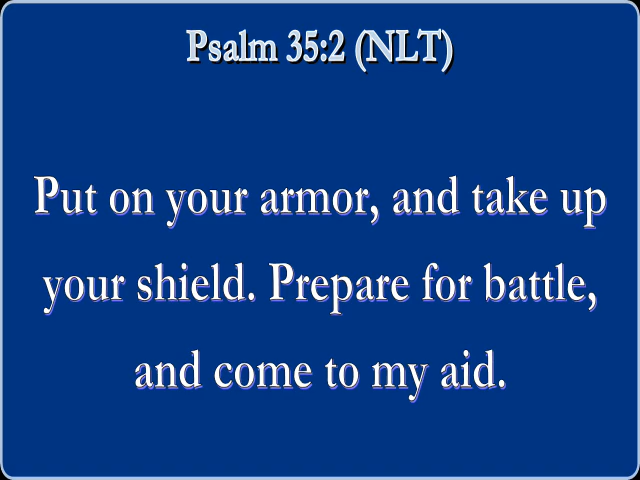 Psalm 35:2 (NLT)
Put on your armor, and take up
your shield. Prepare for battle,
and come to my aid.